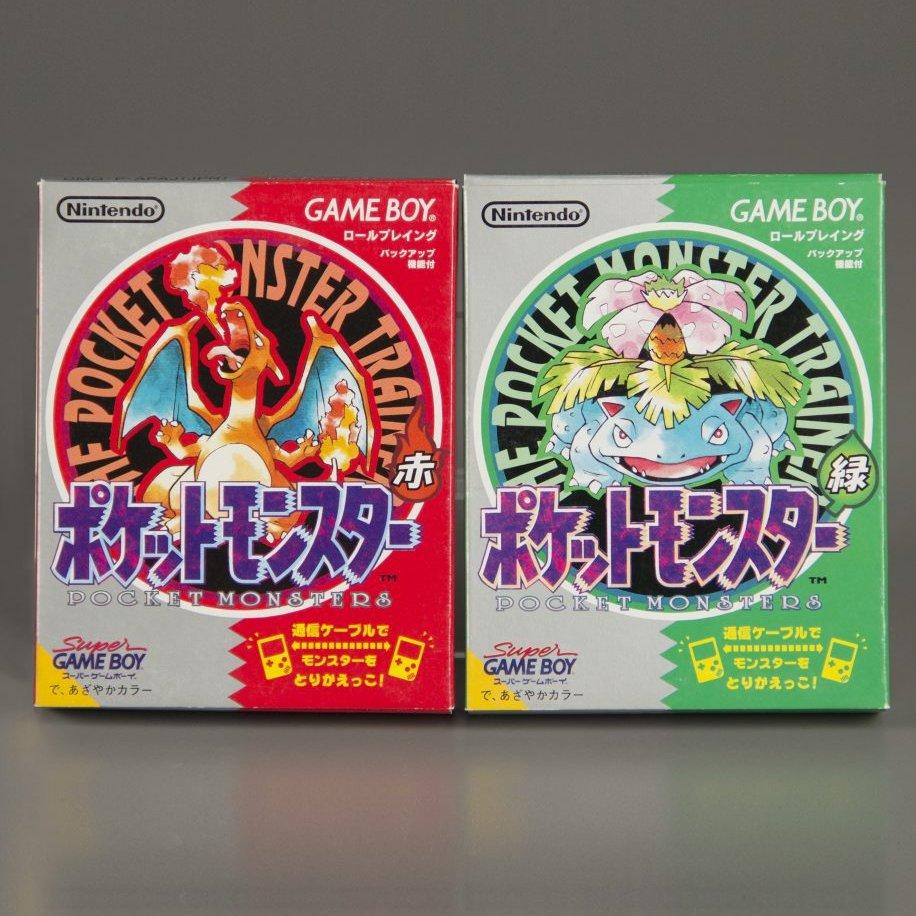 Nintendo
GAME BOY®
ロールプレイング
バックアップ
機能付
POCKET MONSTER
赤
ポケットモンスター
TM
POCKET MONSTERS
Super
GAME BOY
スーパーゲームボーイ
で、あざやかカラー
通信ケーブルで
モンスターを
とりかえっこ!
Nintendo
GAME BOY®
ロールプレイング
バックアップ
機能付
POCKET MONSTER
緑
ポケットモンスター
TM
POCKET MONSTERS
Super
GAME BOY
スーパーゲームボーイ
で、あざやかカラー
通信ケーブルで
モンスターを
とりかえっこ!